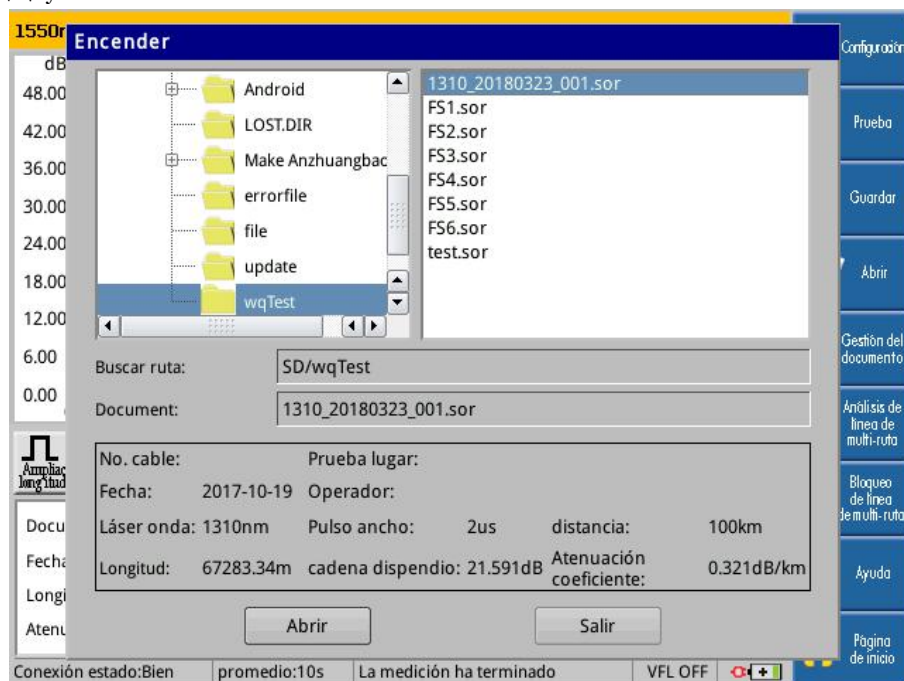 Encender
dB
48.00
42.00
36.00
30.00
24.00
18.00
12.00
6.00
0.00
Android
LOST.DIR
Make Anzhuangbac
errorfile
file
update
wqTest
1310_20180323_001.sor
FS1.sor
FS2.sor
FS3.sor
FS4.sor
FS5.sor
FS6.sor
test.sor
Buscar ruta: SD/wqTest
Document: 1310_20180323_001.sor
No. cable: Prueba lugar:
Fecha: 2017-10-19 Operador:
Láser onda: 1310nm Pulso ancho: 2us distancia: 100km
Longitud: 67283.34m cadena dispendio: 21.591dB Atenuación coeficiente: 0.321dB/km
Abrir Salir
Docu
Fecha
Longi
Atenu
Conexión estado:Bien promedio:10s La medición ha terminado VFL OFF
Configuración
Prueba
Guardar
Abrir
Gestión del
documento
Análisis de
línea de
multi-ruta
Bloqueo
de línea
de multi-ruta
Ayuda
Página
de inicio